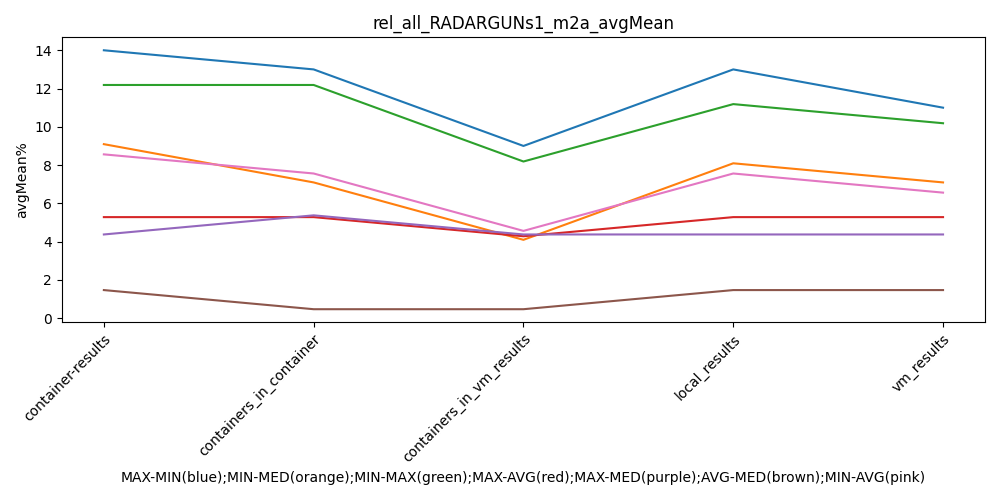 rel_all_RADARGUNs1_m2a_avgMean
avgMean%
14
12
10
8
6
4
2
0
container-results
containers_in_container
containers_in_vm_results
local_results
vm_results
MAX-MIN(blue);MIN-MED(orange);MIN-MAX(green);MAX-AVG(red);MAX-MED(purple);AVG-MED(brown);MIN-AVG(pink)